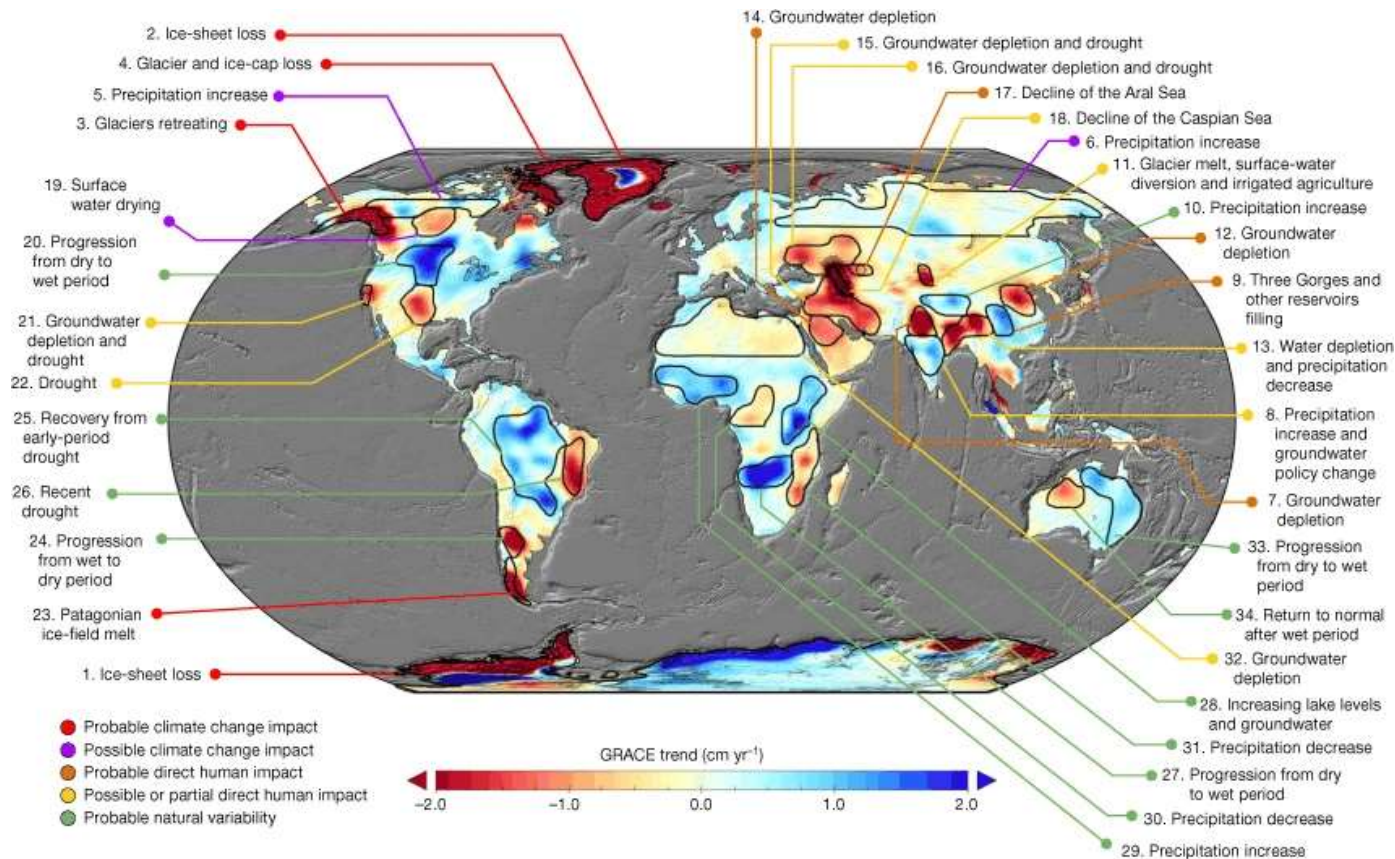 2. Ice-sheet loss
4. Glacier and ice-cap loss
5. Precipitation increase
3. Glaciers retreating
19. Surface
water drying
20. Progression
from dry to
wet period
21. Groundwater
depletion and
drought
22. Drought
25. Recovery from
early-period
drought
26. Recent
drought
24. Progression
from wet to
dry period
23. Patagonian
ice-field melt
1. Ice-sheet loss
14. Groundwater depletion
15. Groundwater depletion and drought
16. Groundwater depletion and drought
17. Decline of the Aral Sea
18. Decline of the Caspian Sea
6. Precipitation increase
11. Glacier melt, surface-water
diversion and irrigated agriculture
10. Precipitation increase
12. Groundwater
depletion
9. Three Gorges and
other reservoirs
filling
13. Water depletion
and precipitation
decrease
8. Precipitation
increase and
groundwater
policy change
7. Groundwater
depletion
33. Progression
from dry to wet
period
34. Return to normal
after wet period
32. Groundwater
depletion
28. Increasing lake levels
and groundwater
31. Precipitation decrease
27. Progression from dry
to wet period
30. Precipitation decrease
29. Precipitation increase
Probable climate change impact
Possible climate change impact
Probable direct human impact
Possible or partial direct human impact
Probable natural variability
GRACE trend (cm yr⁻¹)
−2.0 −1.0 0.0 1.0 2.0